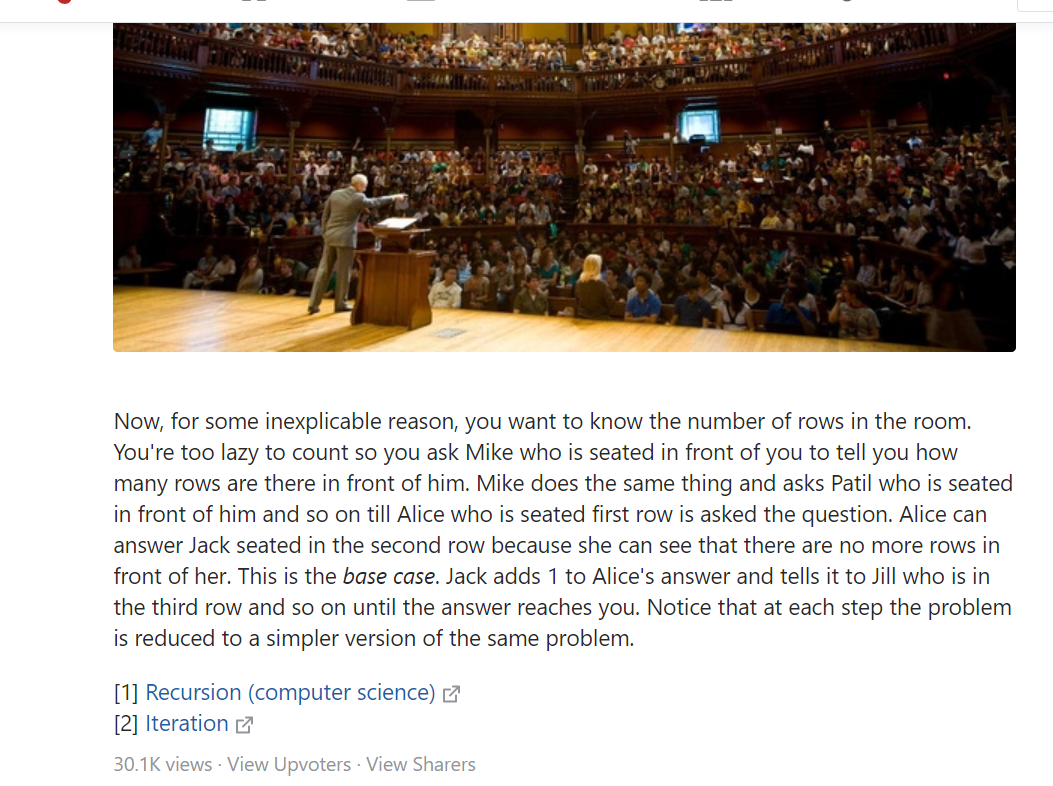 Now, for some inexplicable reason, you want to know the number of rows in the room.
You're too lazy to count so you ask Mike who is seated in front of you to tell you how
many rows are there in front of him. Mike does the same thing and asks Patil who is seated
in front of him and so on till Alice who is seated first row is asked the question. Alice can
answer Jack seated in the second row because she can see that there are no more rows in
front of her. This is the base case. Jack adds 1 to Alice's answer and tells it to Jill who is in
the third row and so on until the answer reaches you. Notice that at each step the problem
is reduced to a simpler version of the same problem.
[1] Recursion (computer science)
[2] Iteration
30.1K views · View Upvoters · View Sharers